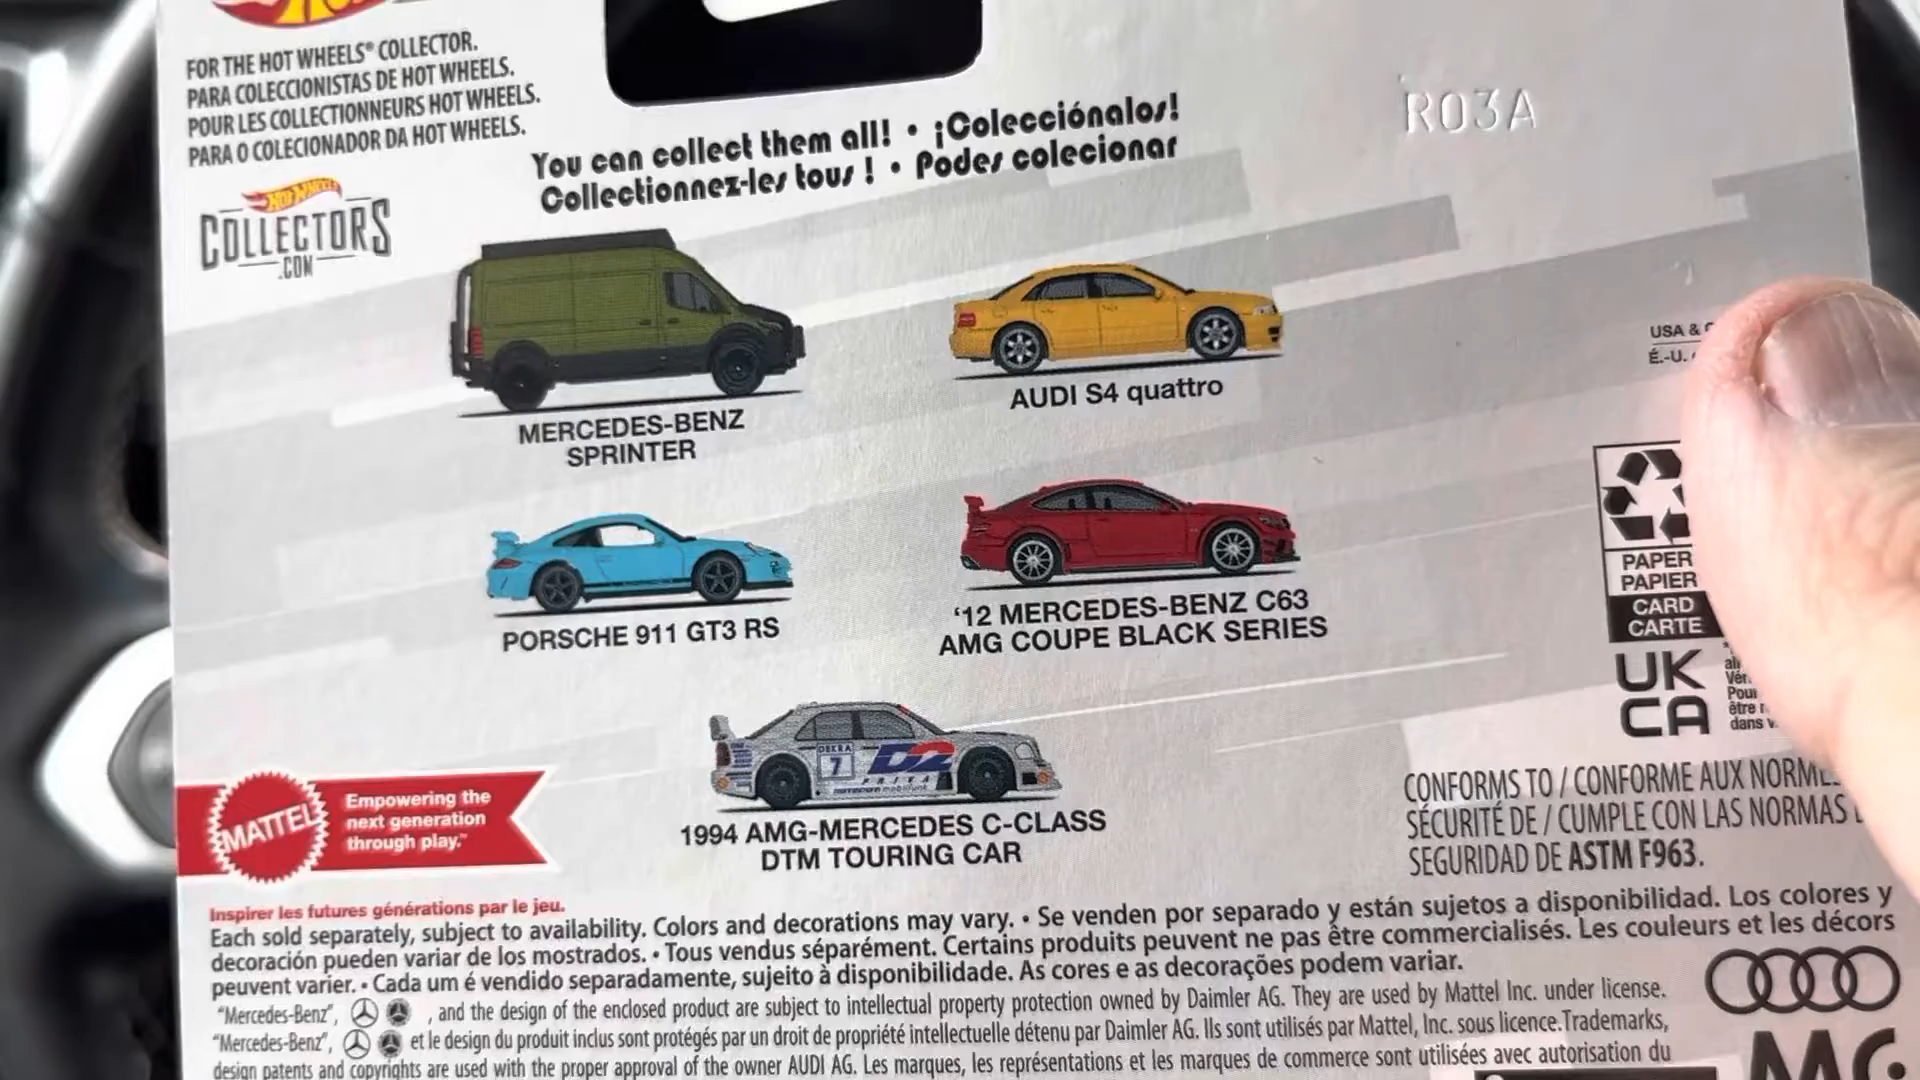 FOR THE HOT WHEELS® COLLECTOR.
PARA COLECCIONISTAS DE HOT WHEELS.
POUR LES COLLECTIONNEURS HOT WHEELS.
PARA O COLECIONADOR DA HOT WHEELS.
HOT WHEELS
COLLECTORS
.COM
You can collect them all! • ¡Colecciónalos!
Collectionnez-les tous ! • Podes colecionar
R03A
MERCEDES-BENZ
SPRINTER
AUDI S4 quattro
USA &
É.-U.
PORSCHE 911 GT3 RS
'12 MERCEDES-BENZ C63
AMG COUPE BLACK SERIES
PAPER
PAPIER
CARD
CARTE
UK
CA
Pour
être
dans
DEKRA
7
D2
PRIVAT
1994 AMG-MERCEDES C-CLASS
DTM TOURING CAR
MATTEL
Empowering the
next generation
through play.™
Inspirer les futures générations par le jeu.
CONFORMS TO / CONFORME AUX
SÉCURITÉ DE / CUMPLE CON LAS NORMAS
SEGURIDAD DE ASTM F963.
Each sold separately, subject to availability. Colors and decorations may vary. • Se venden por separado y están sujetos a disponibilidad. Los colores y
decoración pueden variar de los mostrados. • Tous vendus séparément. Certains produits peuvent ne pas être commercialisés. Les couleurs et les décors
peuvent varier. • Cada um é vendido separadamente, sujeito à disponibilidade. As cores e as decorações podem variar.
"Mercedes-Benz", , and the design of the enclosed product are subject to intellectual property protection owned by Daimler AG. They are used by Mattel Inc. under license.
"Mercedes-Benz", et le design du produit inclus sont protégés par un droit de propriété intellectuelle détenu par Daimler AG. Ils sont utilisés par Mattel, Inc. sous licence.Trademarks,
design patents and copyrights are used with the proper approval of the owner AUDI AG. Les marques, les représentations et les marques de commerce sont utilisées avec autorisation du